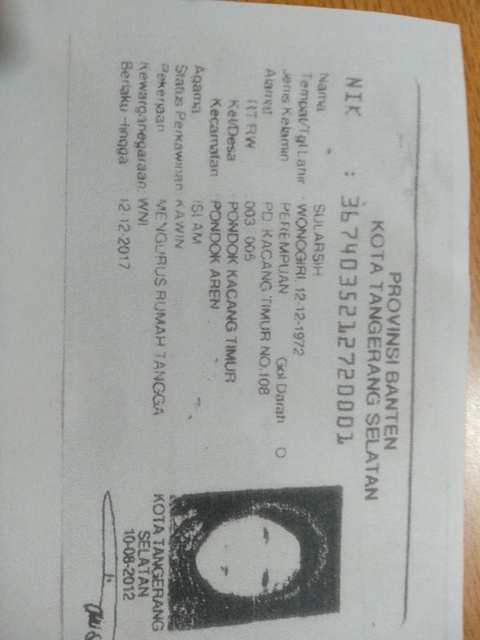 PROVINSI BANTEN
KOTA TANGERANG SELATAN
NIK : 3674035212720001
Nama SULARSIH
Tempat/Tgl Lahir : WONOGIRI, 12-12-1972
Jenis Kelamin PEREMPUAN Gol Darah O
Alamat PD. KACANG TIMUR NO.108
RT RW 003 005
Kel/Desa : PONDOK KACANG TIMUR
Kecamatan : PONDOK AREN
Agama ISLAM
Status Perkawinan: KAWIN
Pekerjaan MENGURUS RUMAH TANGGA
Kewarganegaraan: WNI
Berlaku Hingga 12-12-2017
KOTA TANGERANG
SELATAN
10-08-2012